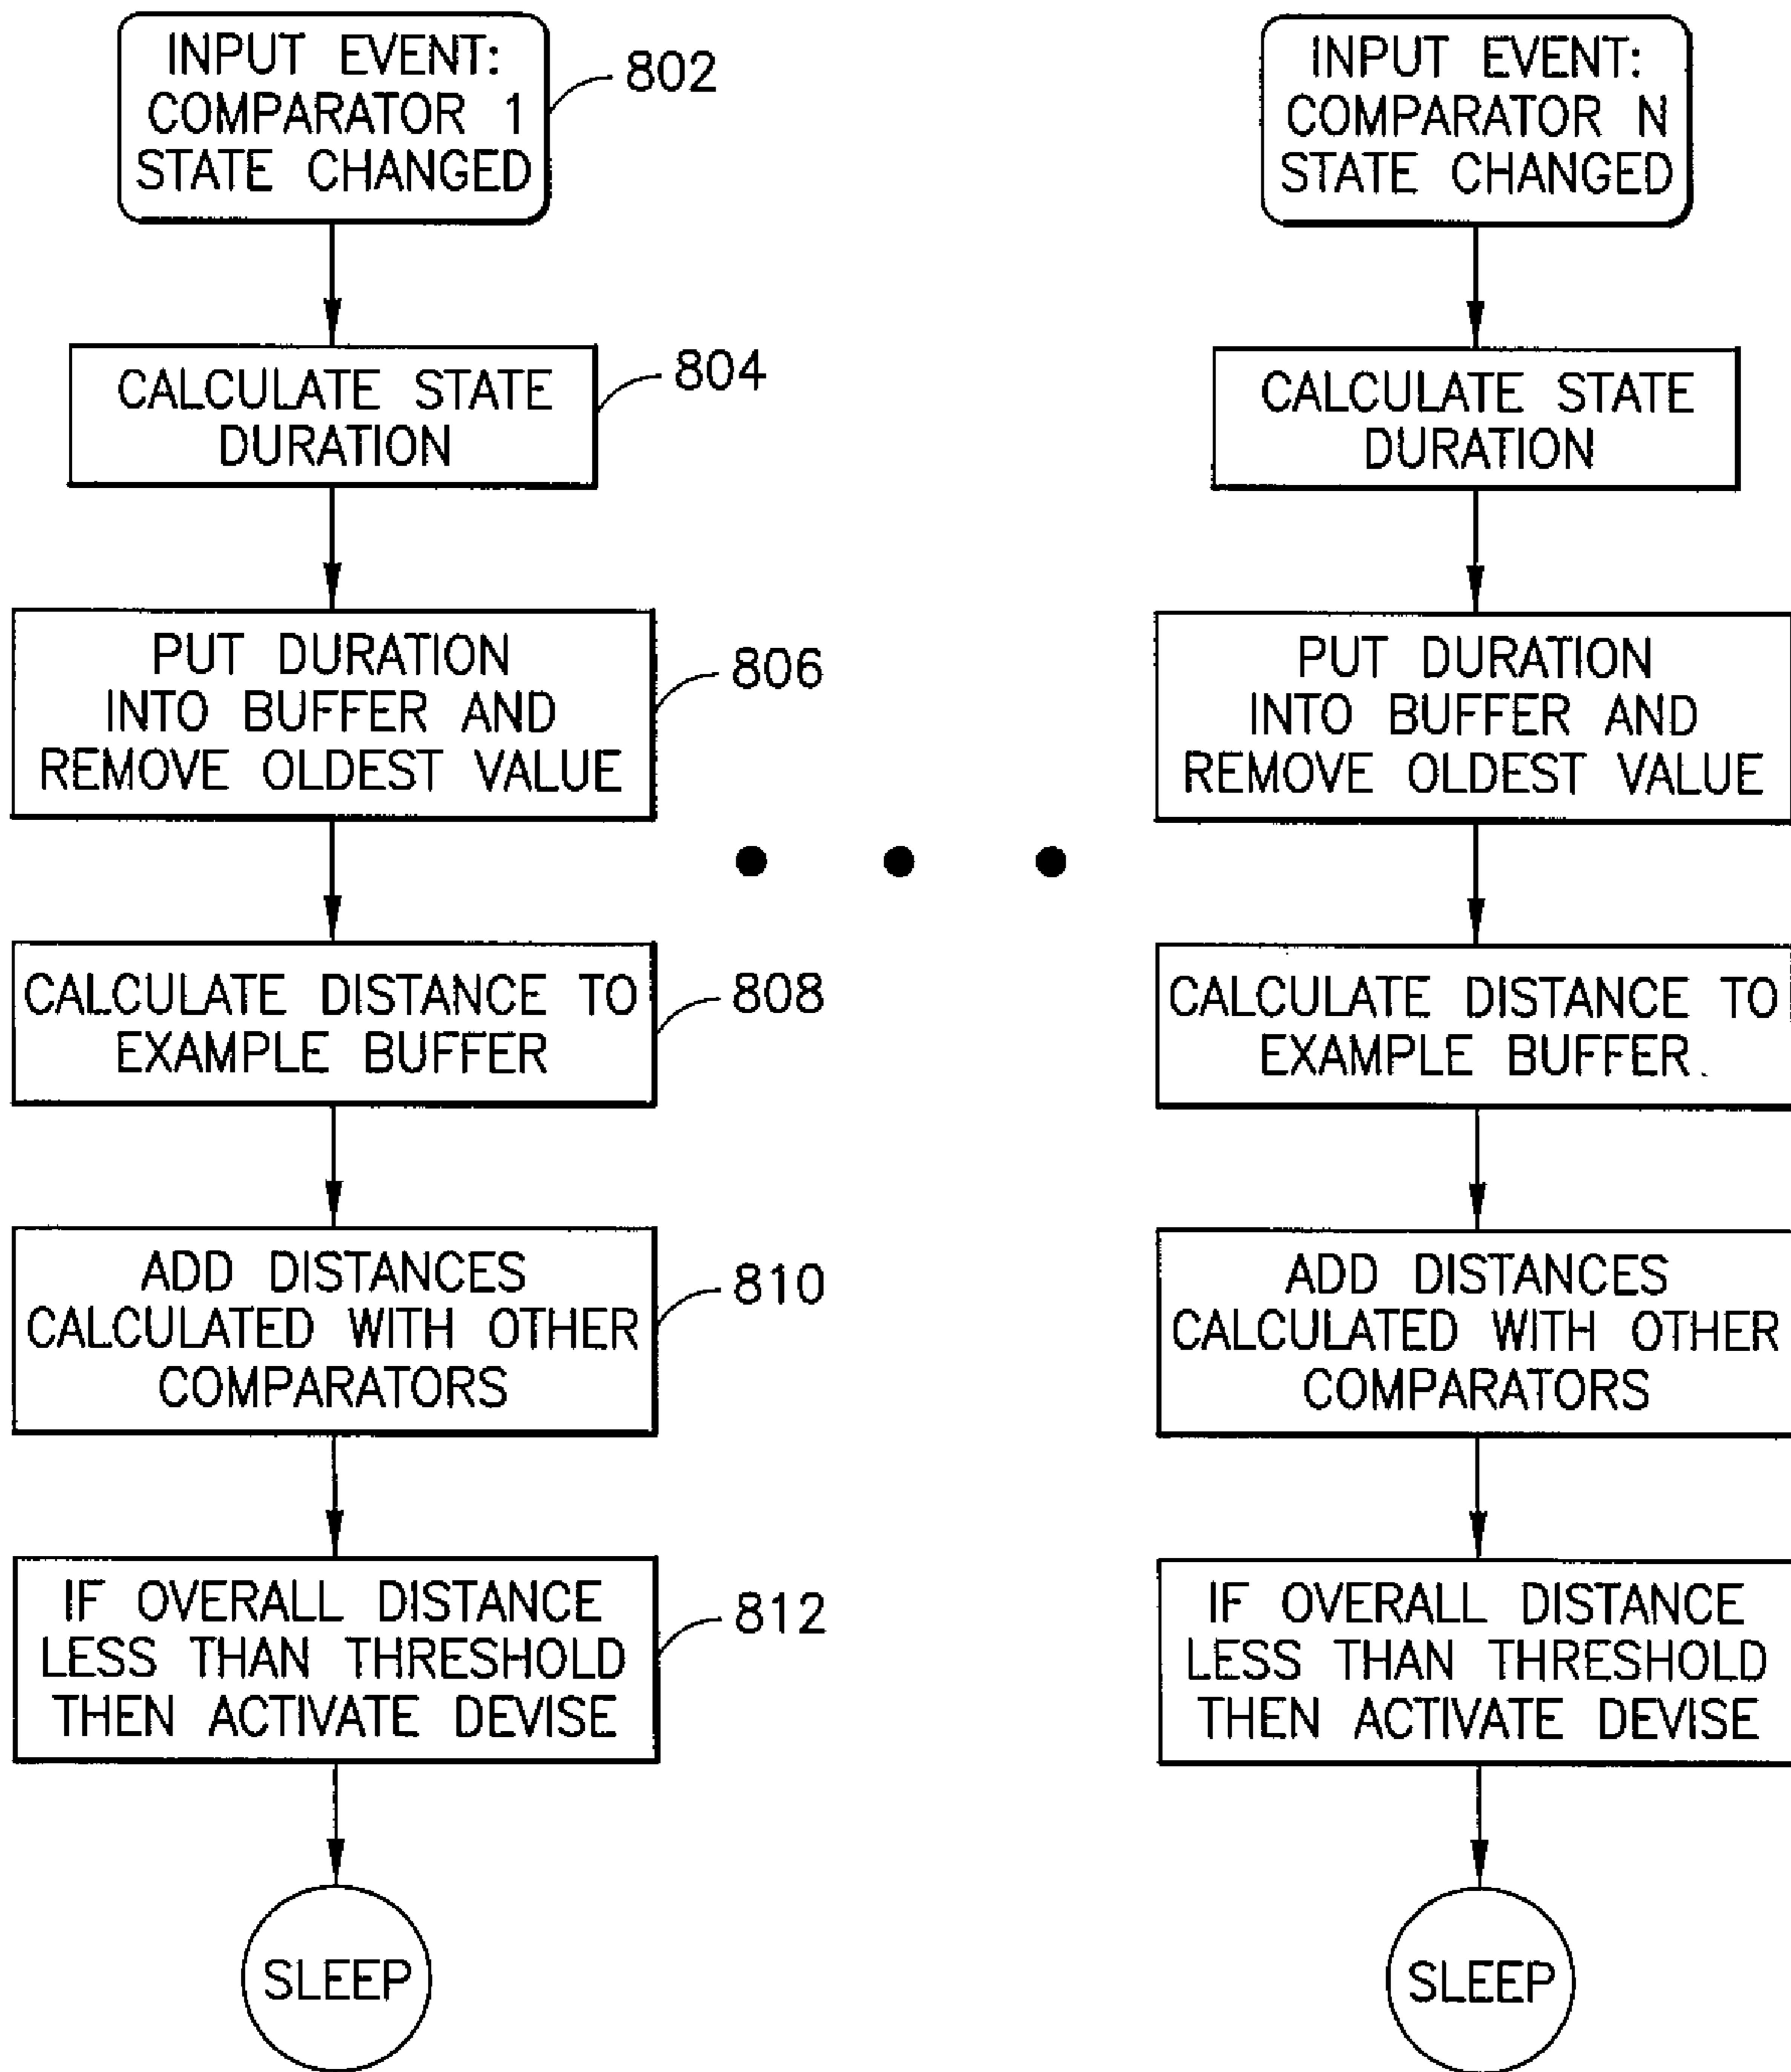 INPUT EVENT:
COMPARATOR 1
STATE CHANGED
802
CALCULATE STATE
DURATION
804
PUT DURATION
INTO BUFFER AND
REMOVE OLDEST VALUE
806
CALCULATE DISTANCE TO
EXAMPLE BUFFER
808
ADD DISTANCES
CALCULATED WITH OTHER
COMPARATORS
810
IF OVERALL DISTANCE
LESS THAN THRESHOLD
THEN ACTIVATE DEVISE
812
SLEEP
INPUT EVENT:
COMPARATOR N
STATE CHANGED
CALCULATE STATE
DURATION
PUT DURATION
INTO BUFFER AND
REMOVE OLDEST VALUE
CALCULATE DISTANCE TO
EXAMPLE BUFFER
ADD DISTANCES
CALCULATED WITH OTHER
COMPARATORS
IF OVERALL DISTANCE
LESS THAN THRESHOLD
THEN ACTIVATE DEVISE
SLEEP